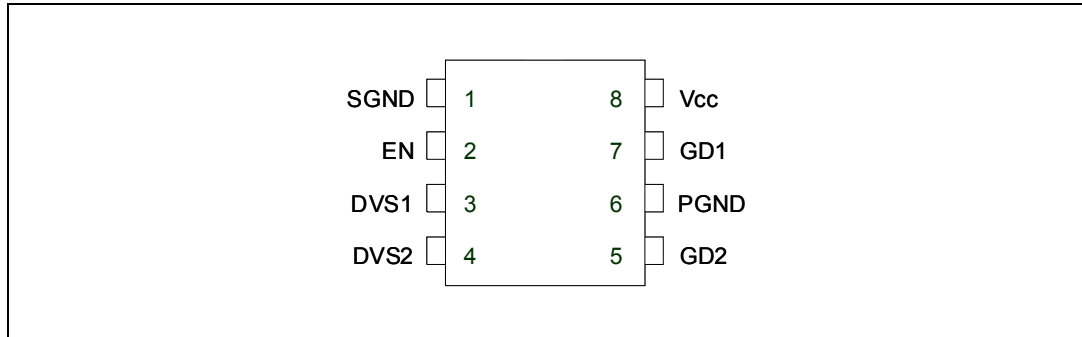 SGND 1 8 Vcc
EN 2 7 GD1
DVS1 3 6 PGND
DVS2 4 5 GD2